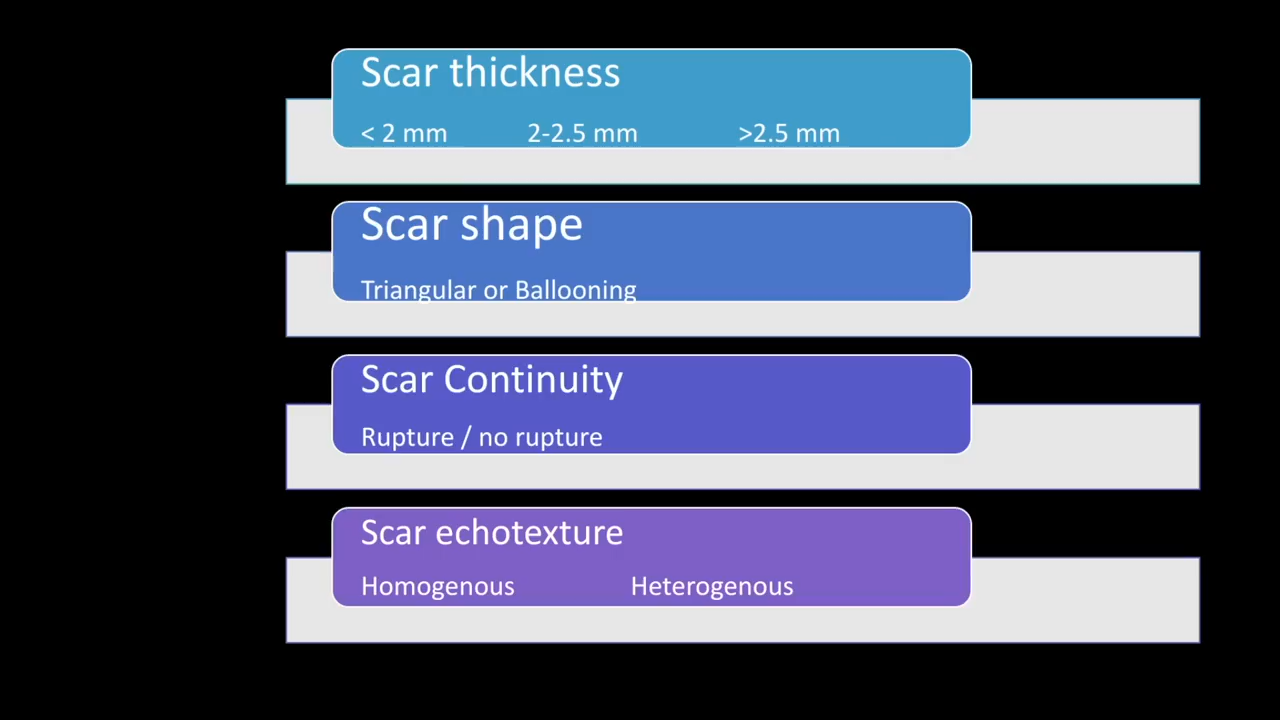 Scar thickness
< 2 mm 2-2.5 mm >2.5 mm
Scar shape
Triangular or Ballooning
Scar Continuity
Rupture / no rupture
Scar echotexture
Homogenous Heterogenous